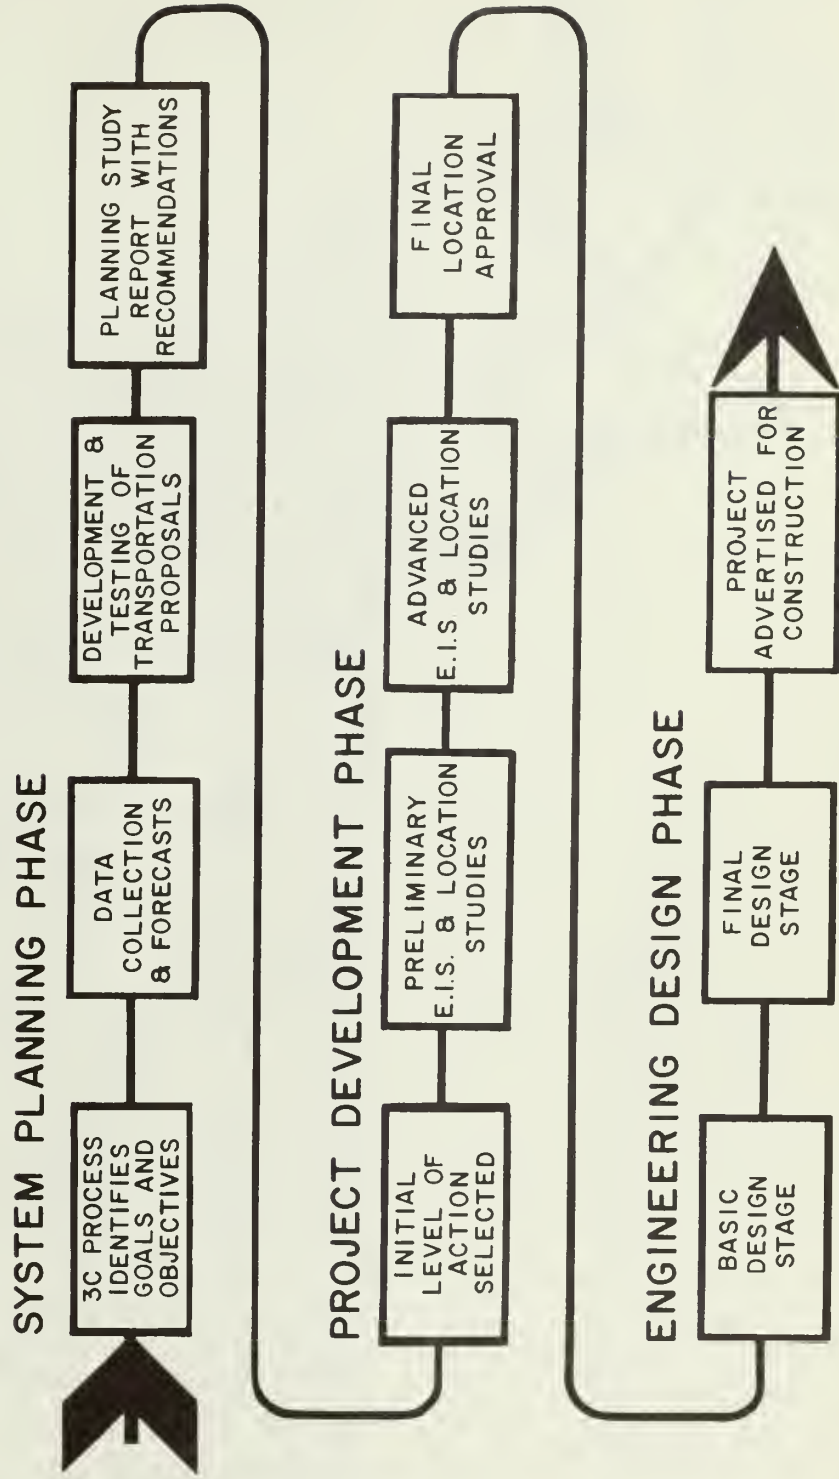 SYSTEM PLANNING PHASE
3C PROCESS
IDENTIFIES
GOALS AND
OBJECTIVES
DATA
COLLECTION
& FORECASTS
DEVELOPMENT &
TESTING OF
TRANSPORTATION
PROPOSALS
PLANNING STUDY
REPORT WITH
RECOMMENDATIONS
PROJECT DEVELOPMENT PHASE
INITIAL
LEVEL OF
ACTION
SELECTED
PRELIMINARY
E.I.S. & LOCATION
STUDIES
ADVANCED
E.I.S. & LOCATION
STUDIES
FINAL
LOCATION
APPROVAL
ENGINEERING DESIGN PHASE
BASIC
DESIGN
STAGE
FINAL
DESIGN
STAGE
PROJECT
ADVERTISED FOR
CONSTRUCTION